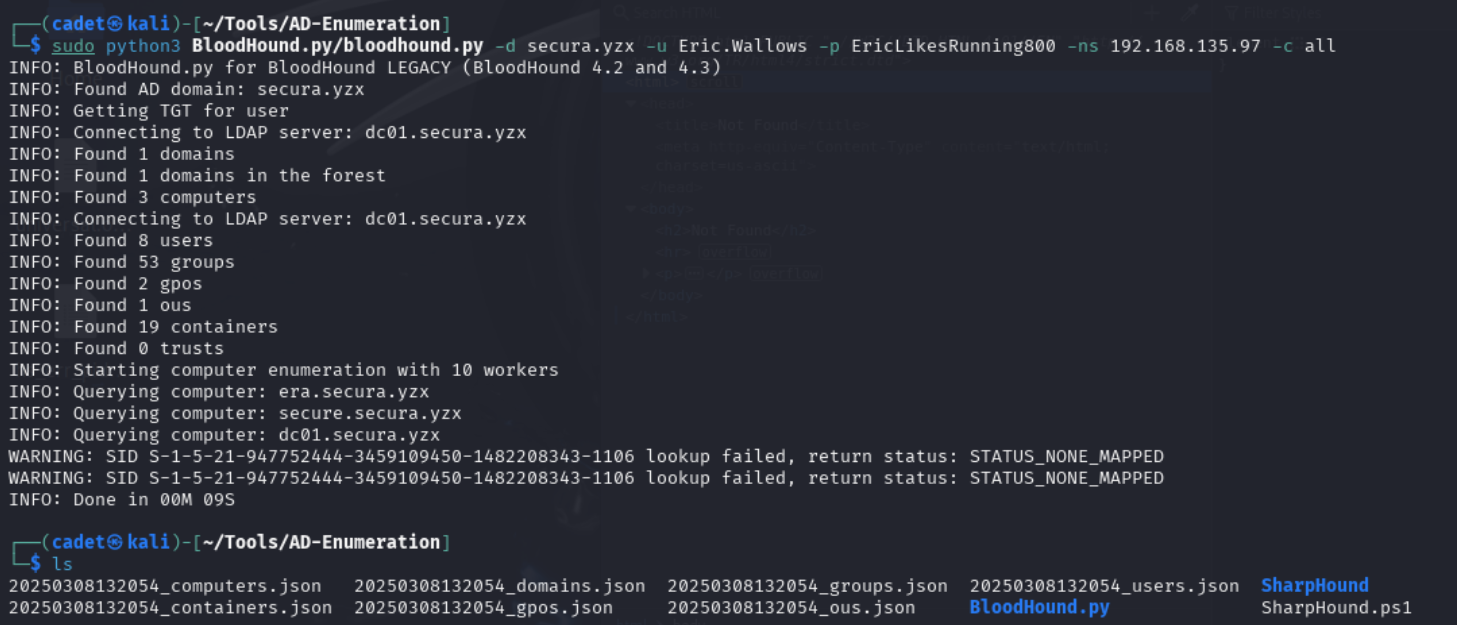 ┌──(cadet㉿kali)-[~/Tools/AD-Enumeration]
└─$ sudo python3 BloodHound.py/bloodhound.py -d secura.yzx -u Eric.Wallows -p EricLikesRunning800 -ns 192.168.135.97 -c all
INFO: BloodHound.py for BloodHound LEGACY (BloodHound 4.2 and 4.3)
INFO: Found AD domain: secura.yzx
INFO: Getting TGT for user
INFO: Connecting to LDAP server: dc01.secura.yzx
INFO: Found 1 domains
INFO: Found 1 domains in the forest
INFO: Found 3 computers
INFO: Connecting to LDAP server: dc01.secura.yzx
INFO: Found 8 users
INFO: Found 53 groups
INFO: Found 2 gpos
INFO: Found 1 ous
INFO: Found 19 containers
INFO: Found 0 trusts
INFO: Starting computer enumeration with 10 workers
INFO: Querying computer: era.secura.yzx
INFO: Querying computer: secure.secura.yzx
INFO: Querying computer: dc01.secura.yzx
WARNING: SID S-1-5-21-947752444-3459109450-1482208343-1106 lookup failed, return status: STATUS_NONE_MAPPED
WARNING: SID S-1-5-21-947752444-3459109450-1482208343-1106 lookup failed, return status: STATUS_NONE_MAPPED
INFO: Done in 00M 09S
┌──(cadet㉿kali)-[~/Tools/AD-Enumeration]
└─$ ls
20250308132054_computers.json 20250308132054_domains.json 20250308132054_groups.json 20250308132054_users.json SharpHound
20250308132054_containers.json 20250308132054_gpos.json 20250308132054_ous.json BloodHound.py SharpHound.ps1